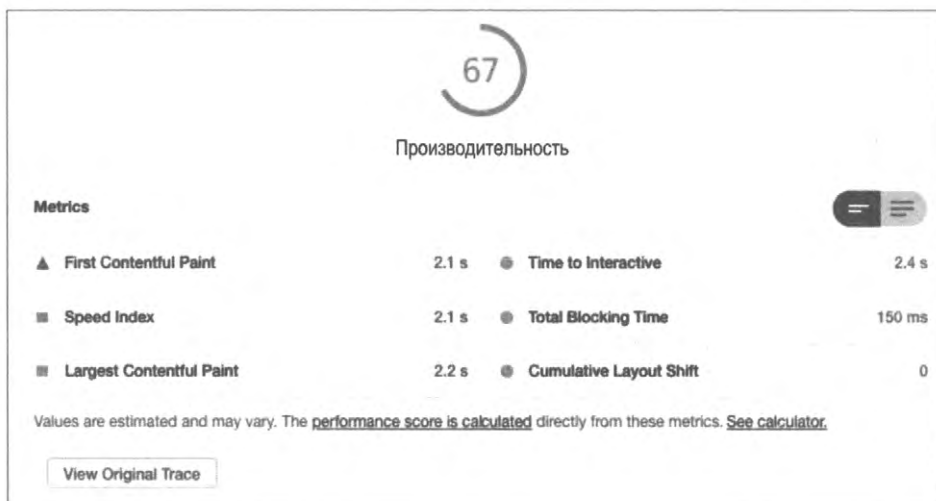 67
Производительность
Metrics
First Contentful Paint 2.1 s Time to Interactive 2.4 s
Speed Index 2.1 s Total Blocking Time 150 ms
Largest Contentful Paint 2.2 s Cumulative Layout Shift 0
Values are estimated and may vary. The performance score is calculated directly from these metrics. See calculator.
View Original Trace